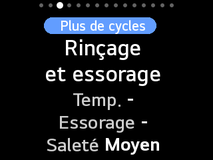 Plus de cycles
Rinçage
et essorage
Temp. -
Essorage -
Saleté Moyen